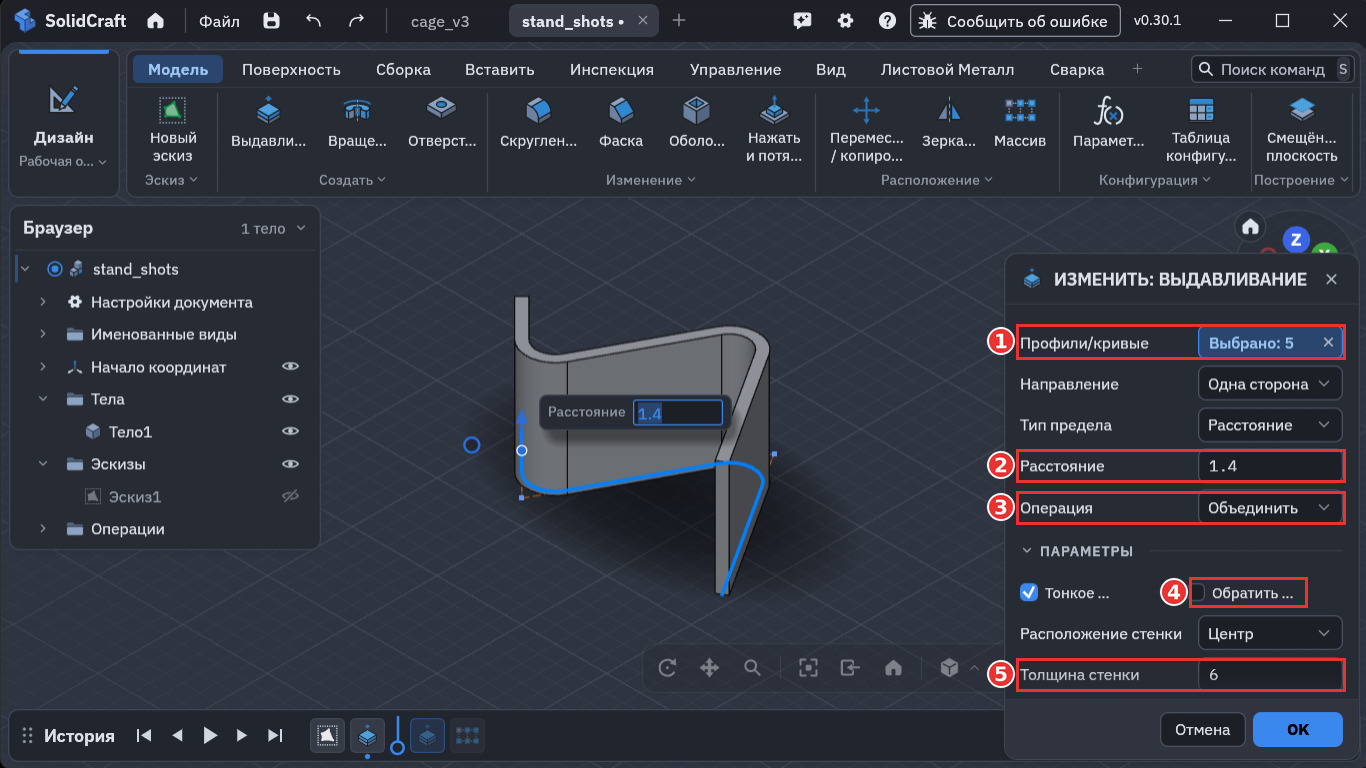 SolidCraft
Файл
cage_v3
stand_shots •
Сообщить об ошибке
v0.30.1
Дизайн
Рабочая о...
Модель
Поверхность
Сборка
Вставить
Инспекция
Управление
Вид
Листовой Металл
Сварка
Поиск команд
S
Новый
эскиз
Эскиз
Выдавли...
Враще...
Отверст...
Создать
Скруглен...
Фаска
Оболо...
Нажать
и потя...
Изменение
Перемес...
/ копиро...
Зерка...
Массив
Расположение
Парамет...
Таблица
конфигу...
Конфигурация
Смещён...
плоскость
Построение
Браузер
1 тело
stand_shots
Настройки документа
Именованные виды
Начало координат
Тела
Тело1
Эскизы
Эскиз1
Операции
Расстояние
1.4
Z
ИЗМЕНИТЬ: ВЫДАВЛИВАНИЕ
1
Профили/кривые
Выбрано: 5
Направление
Одна сторона
Тип предела
Расстояние
2
Расстояние
1.4
3
Операция
Объединить
ПАРАМЕТРЫ
Тонкое ...
4
Обратить ...
Расположение стенки
Центр
5
Толщина стенки
6
Отмена
OK
История